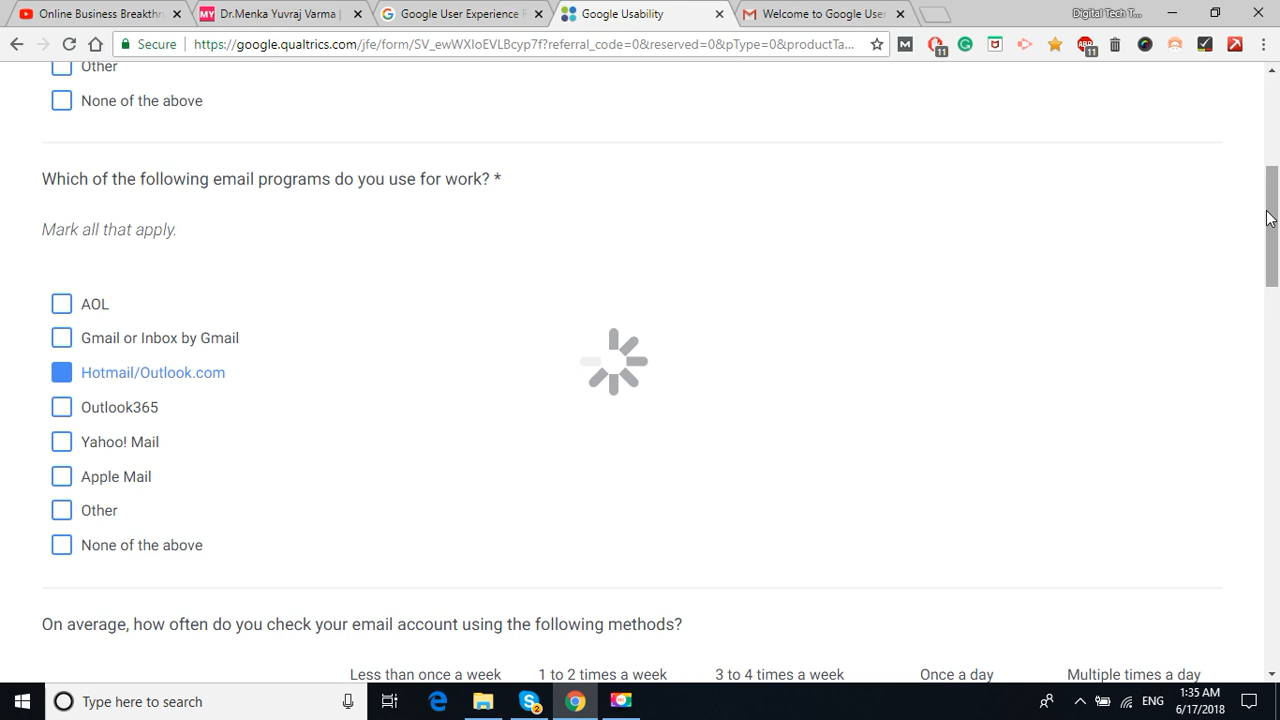 Online Business Breakthr
MY Dr.Menka Yuvraj Varma |
Google User Experience R
Google Usability
Welcome to Google User
Digital Tech T...
Secure https://google.qualtrics.com/jfe/form/SV_ewWXIoEVLBcyp7f?referral_code=0&reserved=0&pType=0&productTa...
11
11
Other
None of the above
Which of the following email programs do you use for work? *
Mark all that apply.
AOL
Gmail or Inbox by Gmail
Hotmail/Outlook.com
Outlook365
Yahoo! Mail
Apple Mail
Other
None of the above
On average, how often do you check your email account using the following methods?
Less than once a week 1 to 2 times a week 3 to 4 times a week Once a day Multiple times a day
Type here to search
2
ENG
1:35 AM
6/17/2018